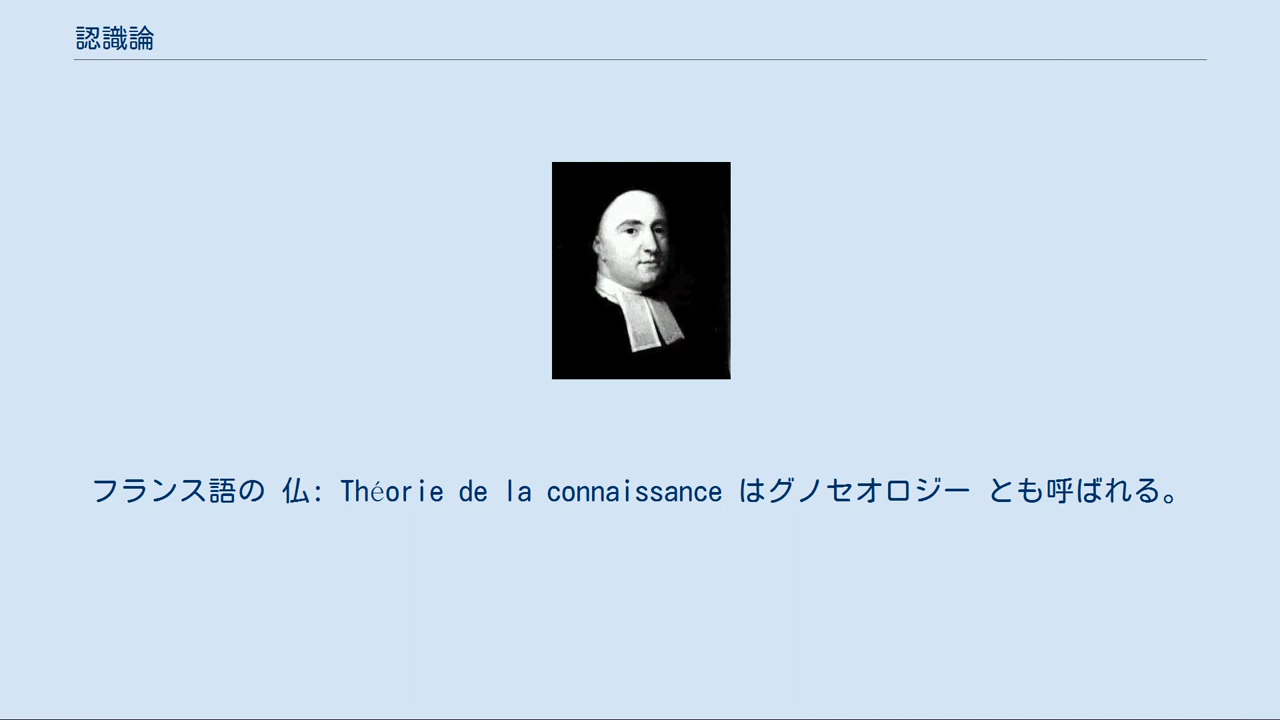 認識論
フランス語の 仏: Théorie de la connaissance はグノセオロジー とも呼ばれる。